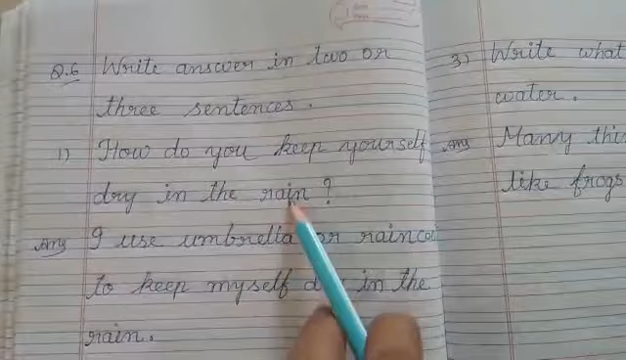 Q.6 Write answer in two or
three sentences.
1) How do you keep yourself
dry in the rain?
Ans I use umbrella or
to keep myself in the
rain.
3) Write what
water.
Ans Many
like frogs